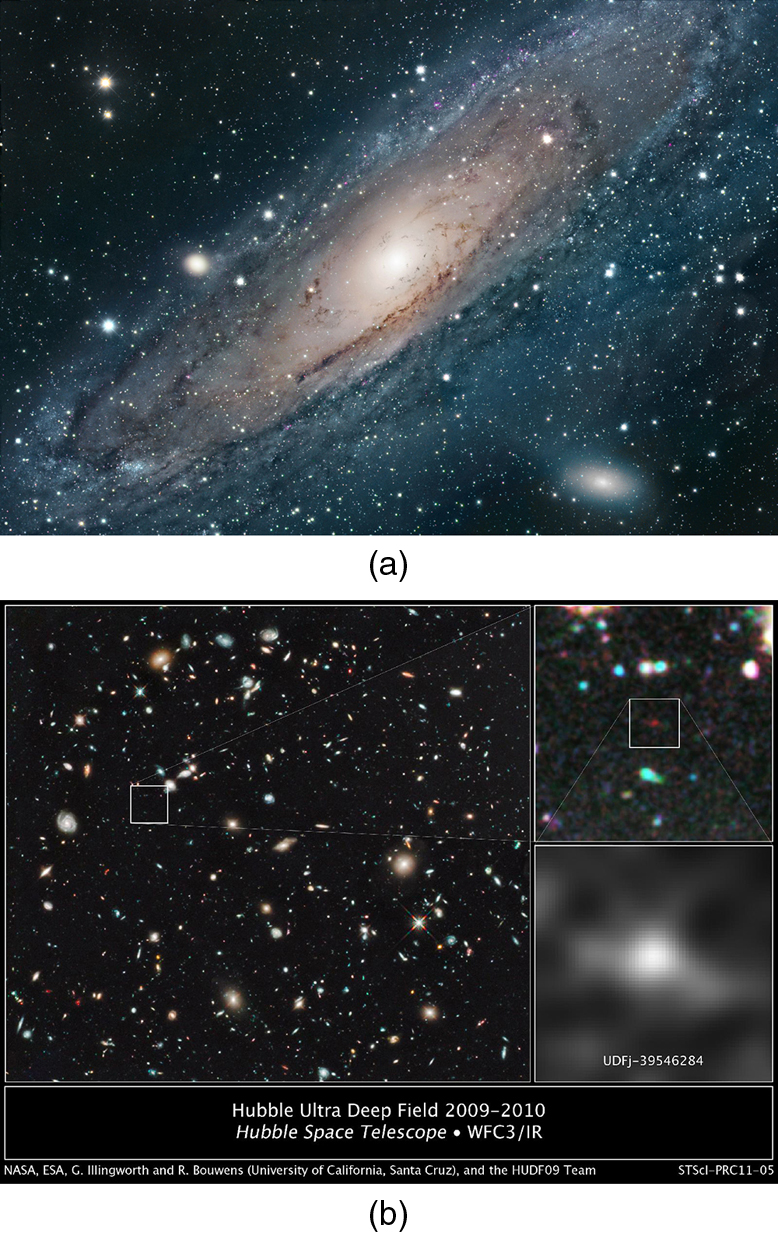 (a)
UDFj-39546284
Hubble Ultra Deep Field 2009–2010
Hubble Space Telescope • WFC3/IR
NASA, ESA, G. Illingworth and R. Bouwens (University of California, Santa Cruz), and the HUDF09 Team
STScI-PRC11-05
(b)